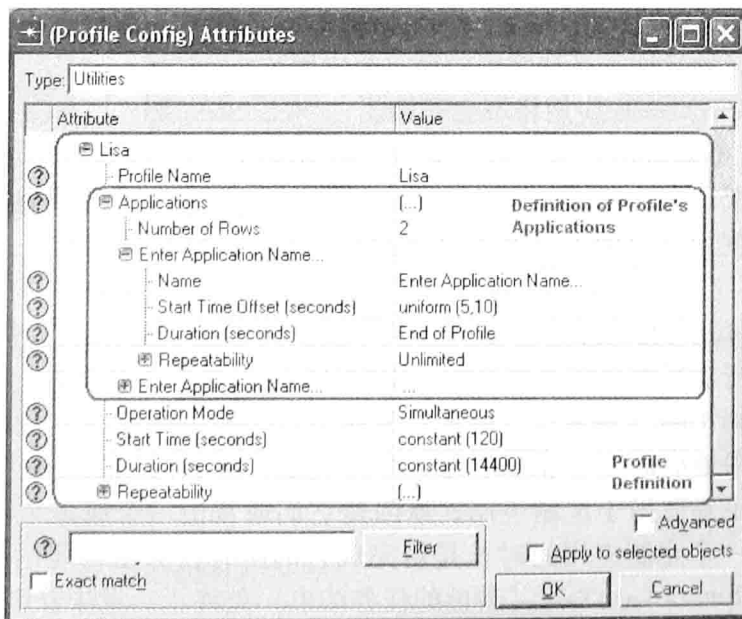 (Profile Config) Attributes
Type: Utilities
Attribute Value
Lisa
Profile Name Lisa
Applications (...) Definition of Profile's
Number of Rows 2 Applications
Enter Application Name...
Name Enter Application Name...
Start Time Offset (seconds) uniform (5,10)
Duration (seconds) End of Profile
Repeatability Unlimited
Enter Application Name... ...
Operation Mode Simultaneous
Start Time (seconds) constant (120)
Duration (seconds) constant (14400) Profile
Repeatability (...) Definition
Advanced
Filter Apply to selected objects
Exact match
OK Cancel